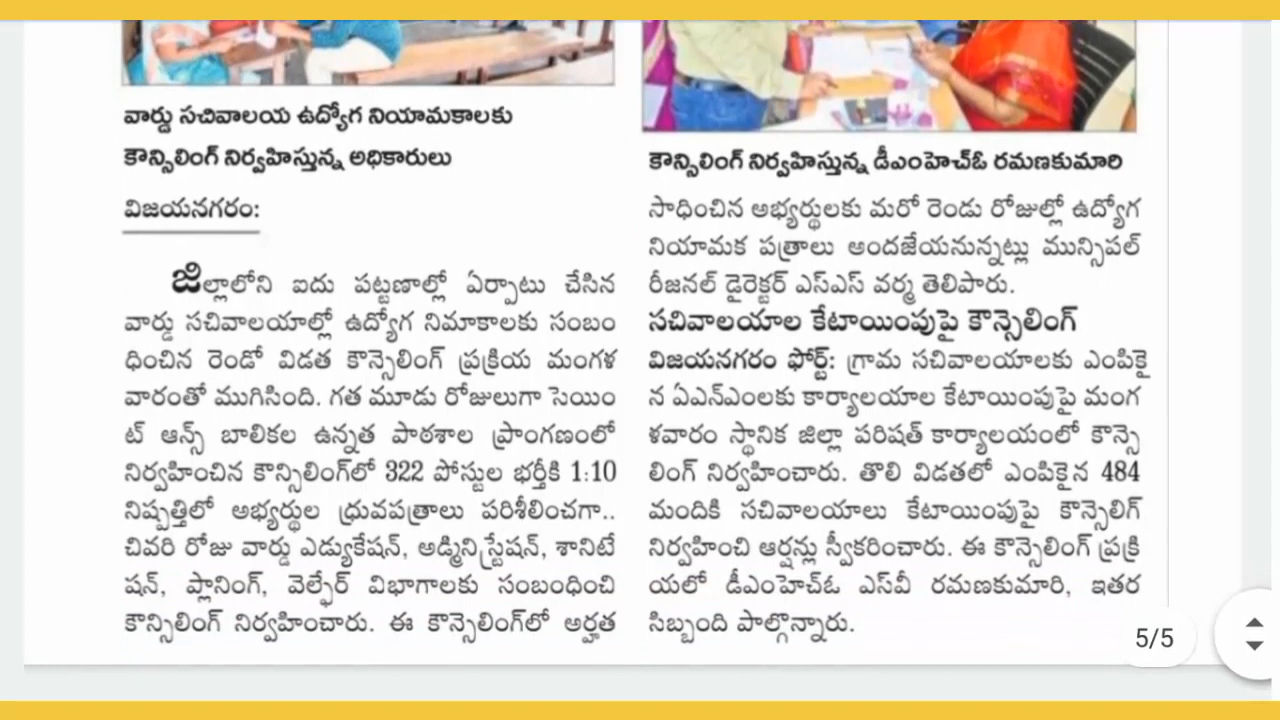 వార్డు సచివాలయ ఉద్యోగ నియామకాలకు
కౌన్సిలింగ్ నిర్వహిస్తున్న అధికారులు
విజయనగరం:
జిల్లాలోని ఐదు పట్టణాల్లో ఏర్పాటు చేసిన
వార్డు సచివాలయాల్లో ఉద్యోగ నిమాకాలకు సంబం
ధించిన రెండో విడత కౌన్సెలింగ్ ప్రక్రియ మంగళ
వారంతో ముగిసింది. గత మూడు రోజులుగా సెయిం
ట్ ఆన్స్ బాలికల ఉన్నత పాఠశాల ప్రాంగణంలో
నిర్వహించిన కౌన్సిలింగ్‌లో 322 పోస్టుల భర్తీకి 1:10
నిష్పత్తిలో అభ్యర్థుల ధ్రువపత్రాలు పరిశీలించగా..
చివరి రోజు వార్డు ఎడ్యుకేషన్, అడ్మినిస్ట్రేషన్, శానిటే
షన్, ప్లానింగ్, వెల్ఫేర్ విభాగాలకు సంబంధించి
కౌన్సిలింగ్ నిర్వహించారు. ఈ కౌన్సెలింగ్‌లో అర్హత
కౌన్సిలింగ్ నిర్వహిస్తున్న డీఎంహెచ్ఓ రమణకుమారి
సాధించిన అభ్యర్థులకు మరో రెండు రోజుల్లో ఉద్యోగ
నియామక పత్రాలు అందజేయనున్నట్లు మున్సిపల్
రీజనల్ డైరెక్టర్ ఎస్ఎస్ వర్మ తెలిపారు.
సచివాలయాల కేటాయింపుపై కౌన్సెలింగ్
విజయనగరం ఫోర్ట్: గ్రామ సచివాలయాలకు ఎంపికై
న ఏఎన్ఎంలకు కార్యాలయాల కేటాయింపుపై మంగ
ళవారం స్థానిక జిల్లా పరిషత్ కార్యాలయంలో కౌన్సె
లింగ్ నిర్వహించారు. తొలి విడతలో ఎంపికైన 484
మందికి సచివాలయాలు కేటాయింపుపై కౌన్సెలిగ్
నిర్వహించి ఆర్షన్లు స్వీకరించారు. ఈ కౌన్సెలింగ్ ప్రక్రి
యలో డీఎంహెచ్ఓ ఎస్‌వీ రమణకుమారి, ఇతర
సిబ్బంది పాల్గొన్నారు.
5/5